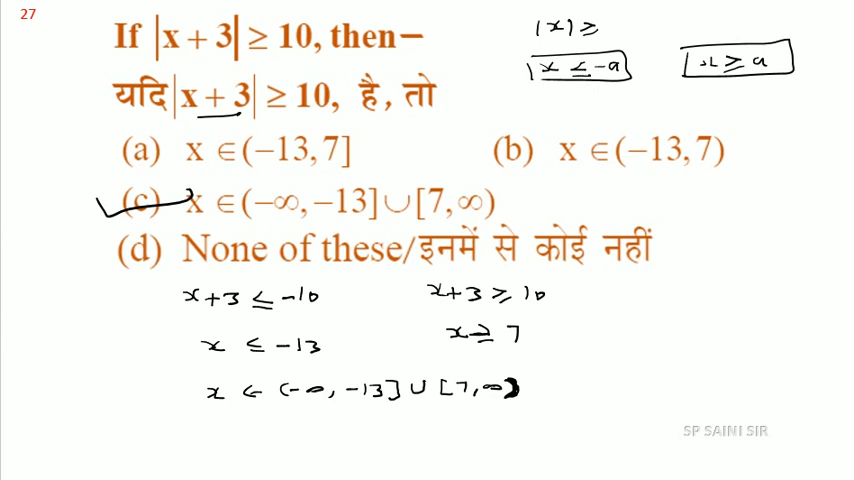 27
If |x + 3| ≥ 10, then—
|x| ≥
x ≤ -a
x ≥ a
यदि |x + 3| ≥ 10, है, तो
(a) x ∈ (−13, 7]
(b) x ∈ (−13, 7)
(c) x ∈ (−∞, −13] ∪ [7, ∞)
(d) None of these/इनमें से कोई नहीं
x+3 ≤ -10
x+3 ≥ 10
x ≤ -13
x ≥ 7
x ∈ (-∞, -13] ∪ [7, ∞)
SP SAINI SIR